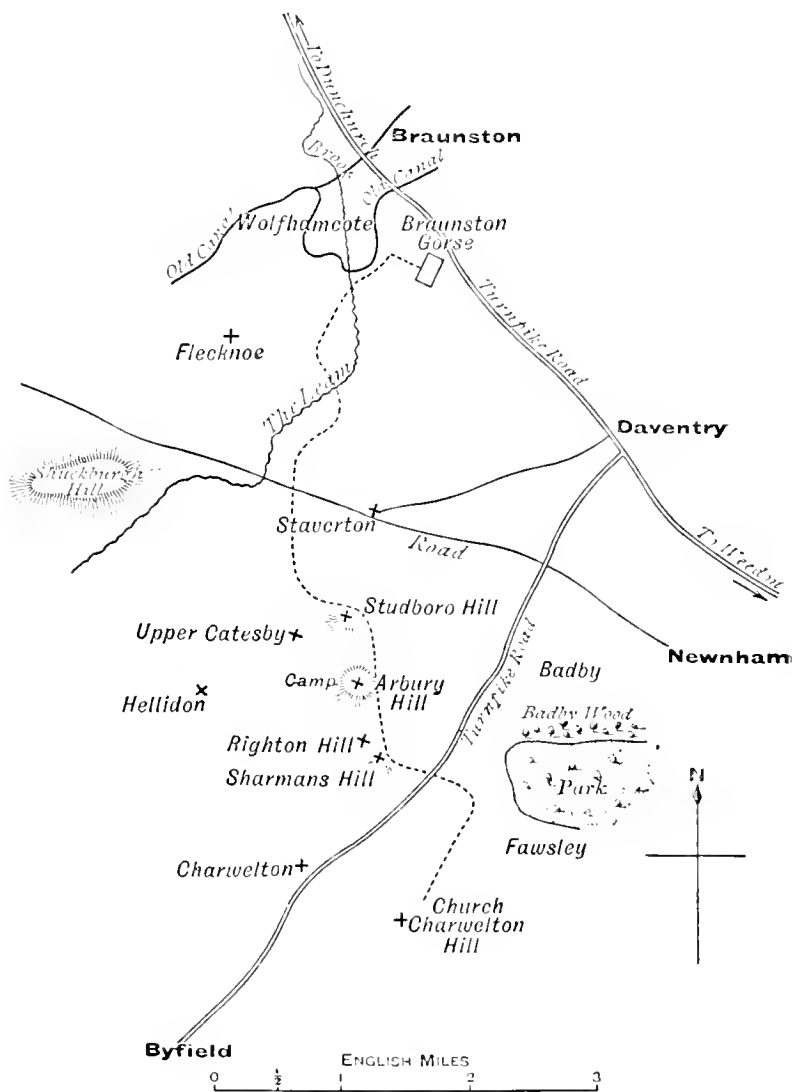 To Dunchurch
Braunston
Brook
Old Canal
Wolfhamcote
Braunston
Gorse
Old Canal
Flecknoe
Turnpike Road
The Leam
Daventry
Shuckburgh
Hill
Staverton
Road
To Weedon
Studboro Hill
Upper Catesby
Newnham
Camp
Arbury
Hill
Badby
Hellidon
Turnpike Road
Badby Wood
Righton Hill
Sharmans Hill
Park
N
Fawsley
Charwelton
Church
Charwelton
Hill
Byfield
ENGLISH MILES
0 ½ 1 2 3